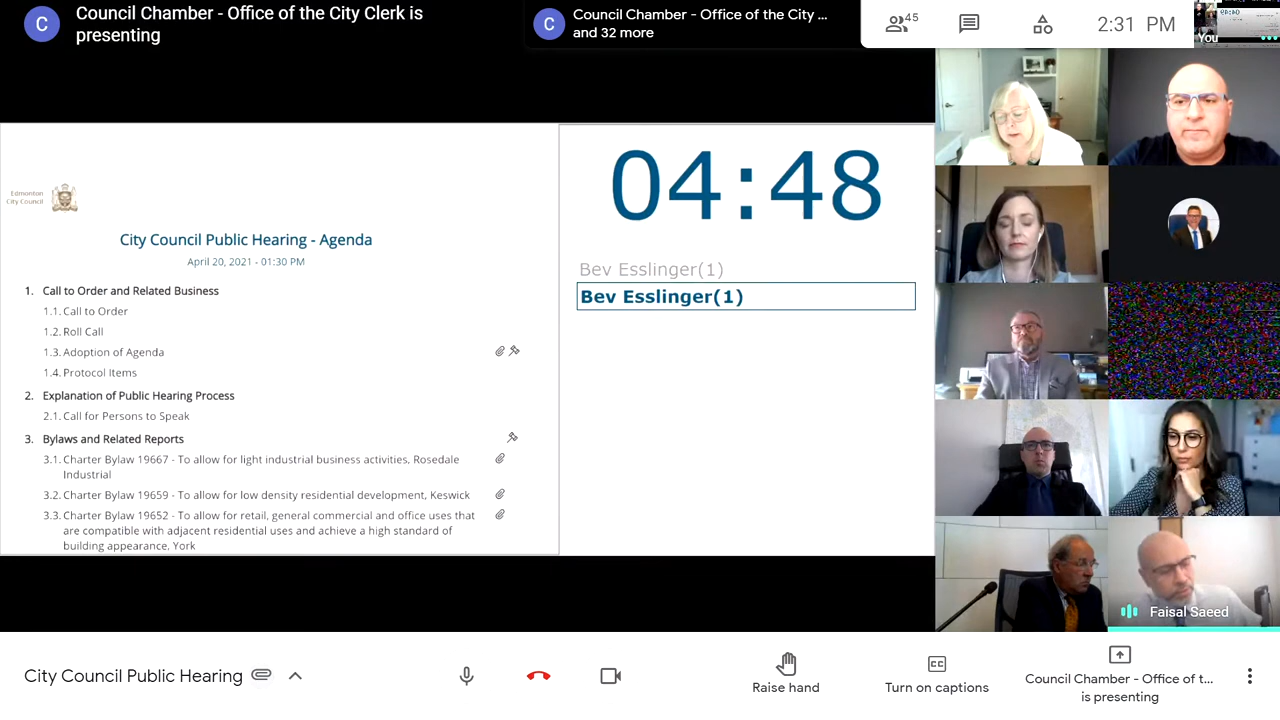 Council Chamber - Office of the City Clerk is
presenting
C
C
Council Chamber - Office of the City ...
and 32 more
45
2:31 PM
You
Edmonton
City Council
City Council Public Hearing - Agenda
April 20, 2021 - 01:30 PM
1. Call to Order and Related Business
1.1. Call to Order
1.2. Roll Call
1.3. Adoption of Agenda
1.4. Protocol Items
2. Explanation of Public Hearing Process
2.1. Call for Persons to Speak
3. Bylaws and Related Reports
3.1. Charter Bylaw 19667 - To allow for light industrial business activities, Rosedale
Industrial
3.2. Charter Bylaw 19659 - To allow for low density residential development, Keswick
3.3. Charter Bylaw 19652 - To allow for retail, general commercial and office uses that
are compatible with adjacent residential uses and achieve a high standard of
building appearance, York
04:48
Bev Esslinger(1)
Bev Esslinger(1)
Faisal Saeed
City Council Public Hearing
Raise hand
CC
Turn on captions
Council Chamber - Office of t...
is presenting